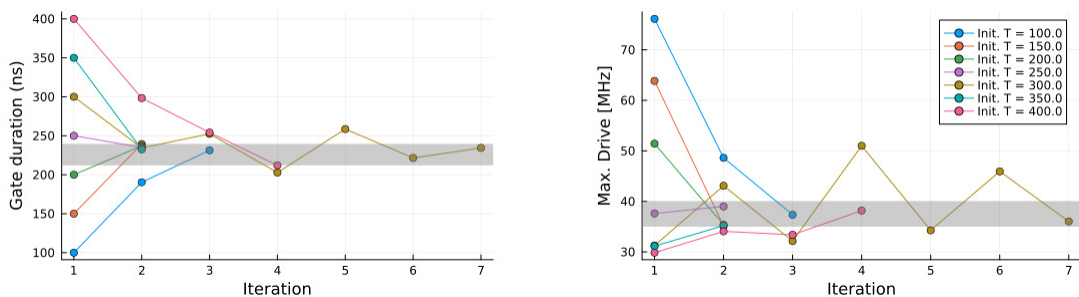 Gate duration (ns)
400
350
300
250
200
150
100
1 2 3 4 5 6 7
Iteration
Max. Drive [MHz]
70
60
50
40
30
1 2 3 4 5 6 7
Iteration
Init. T = 100.0
Init. T = 150.0
Init. T = 200.0
Init. T = 250.0
Init. T = 300.0
Init. T = 350.0
Init. T = 400.0